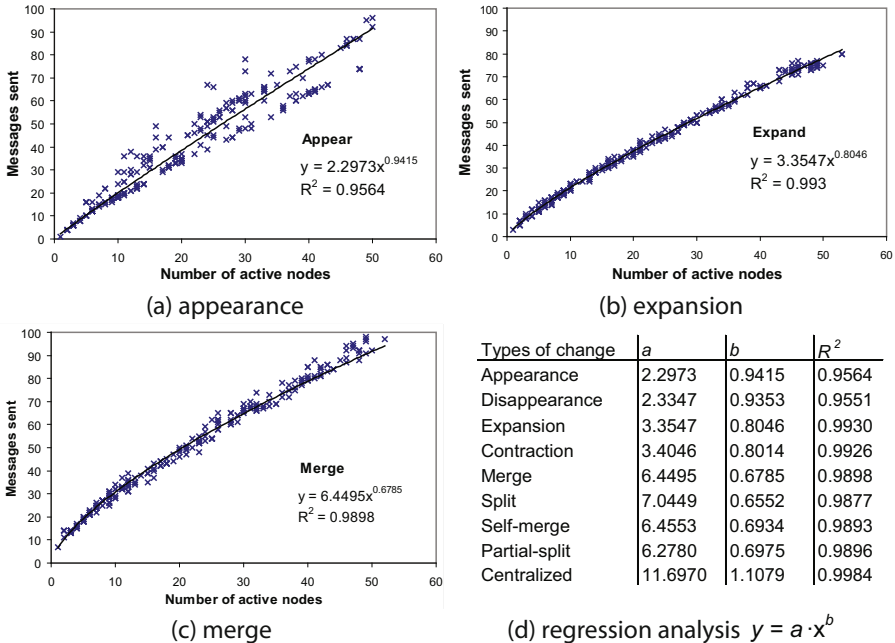 Messages sent
100
90
80
70
60
50
40
30
20
10
0
Appear
y = 2.2973x^0.9415
R² = 0.9564
0 10 20 30 40 50 60
Number of active nodes
(a) appearance
Messages sent
100
90
80
70
60
50
40
30
20
10
0
Expand
y = 3.3547x^0.8046
R² = 0.993
0 10 20 30 40 50 60
Number of active nodes
(b) expansion
Messages sent
100
90
80
70
60
50
40
30
20
10
0
Merge
y = 6.4495x^0.6785
R² = 0.9898
0 10 20 30 40 50 60
Number of active nodes
(c) merge
Types of change a b R²
Appearance 2.2973 0.9415 0.9564
Disappearance 2.3347 0.9353 0.9551
Expansion 3.3547 0.8046 0.9930
Contraction 3.4046 0.8014 0.9926
Merge 6.4495 0.6785 0.9898
Split 7.0449 0.6552 0.9877
Self-merge 6.4553 0.6934 0.9893
Partial-split 6.2780 0.6975 0.9896
Centralized 11.6970 1.1079 0.9984
(d) regression analysis y = a·x^b